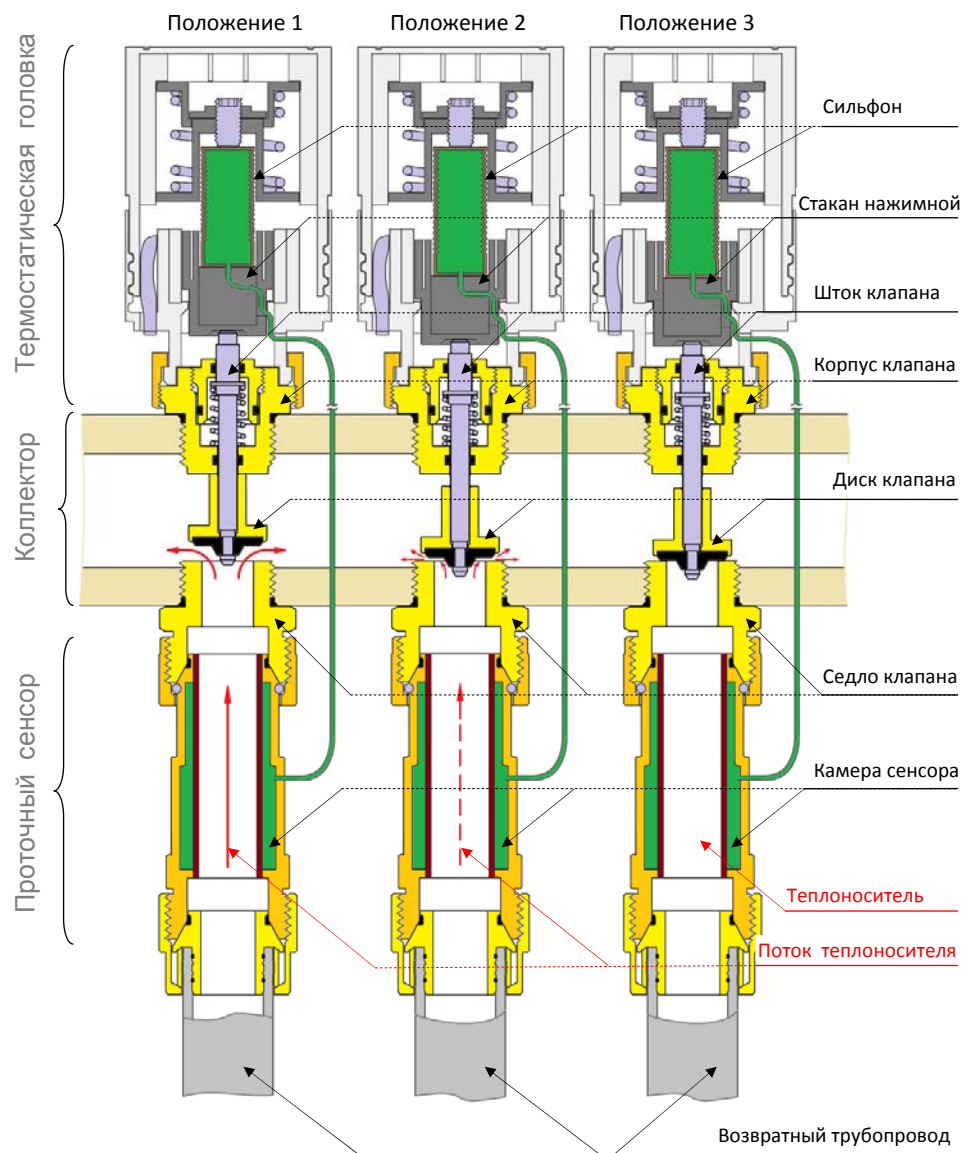 Положение 1
Положение 2
Положение 3
Термостатическая головка
Сильфон
Стакан нажимной
Шток клапана
Корпус клапана
Коллектор
Диск клапана
Проточный сенсор
Седло клапана
Камера сенсора
Теплоноситель
Поток теплоносителя
Возвратный трубопровод